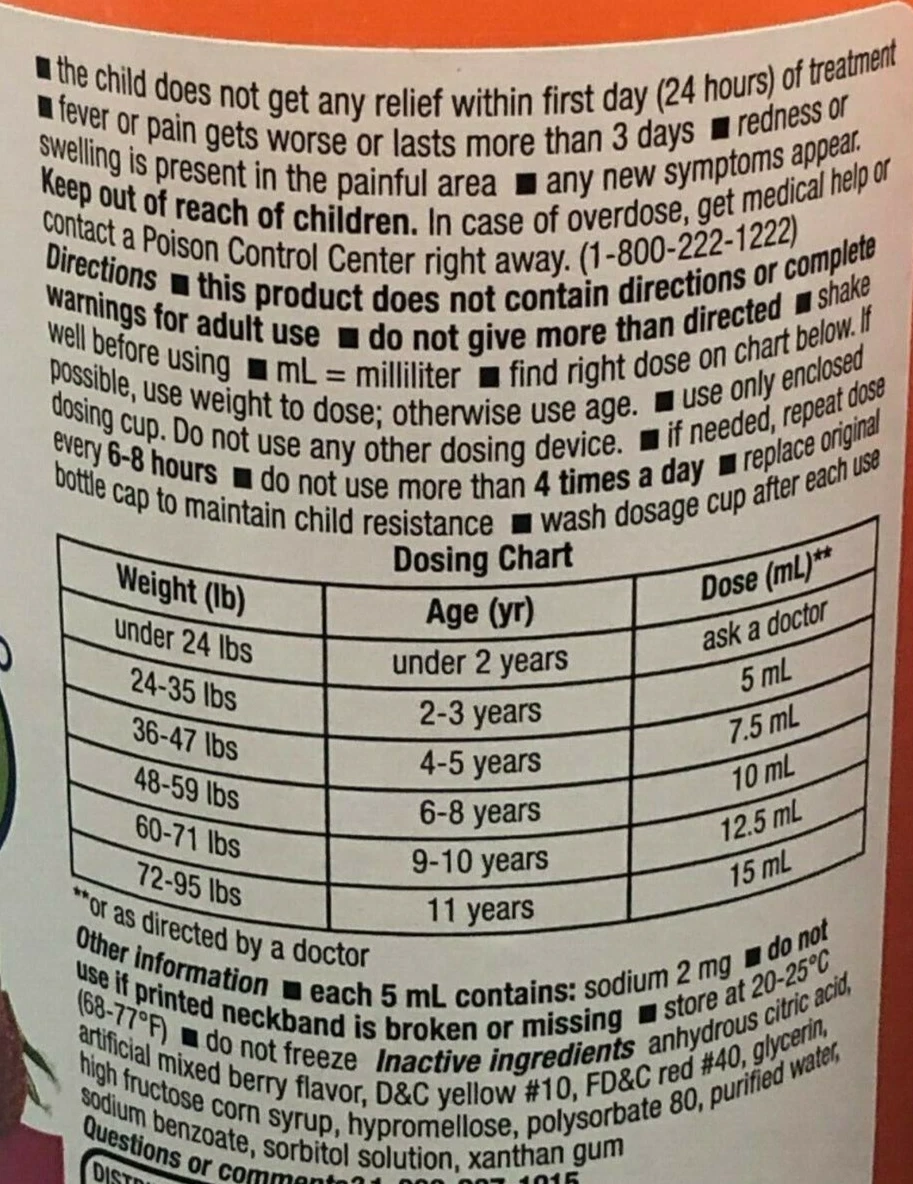 ■ the child does not get any relief within first day (24 hours) of treatment
■ fever or pain gets worse or lasts more than 3 days ■ redness or
swelling is present in the painful area ■ any new symptoms appear.
Keep out of reach of children. In case of overdose, get medical help or
contact a Poison Control Center right away. (1-800-222-1222)
Directions ■ this product does not contain directions or complete
warnings for adult use ■ do not give more than directed ■ shake
well before using ■ mL = milliliter ■ find right dose on chart below. If
possible, use weight to dose; otherwise use age. ■ use only enclosed
dosing cup. Do not use any other dosing device. ■ if needed, repeat dose
every 6-8 hours ■ do not use more than 4 times a day ■ replace original
bottle cap to maintain child resistance ■ wash dosage cup after each use
Dosing Chart
Weight (lb) Age (yr) Dose (mL)**
under 24 lbs under 2 years ask a doctor
24-35 lbs 2-3 years 5 mL
36-47 lbs 4-5 years 7.5 mL
48-59 lbs 6-8 years 10 mL
60-71 lbs 9-10 years 12.5 mL
72-95 lbs 11 years 15 mL
**or as directed by a doctor
Other information ■ each 5 mL contains: sodium 2 mg ■ do not
use if printed neckband is broken or missing ■ store at 20-25°C
(68-77°F) ■ do not freeze Inactive ingredients anhydrous citric acid,
artificial mixed berry flavor, D&C yellow #10, FD&C red #40, glycerin,
high fructose corn syrup, hypromellose, polysorbate 80, purified water,
sodium benzoate, sorbitol solution, xanthan gum
Questions or comments?